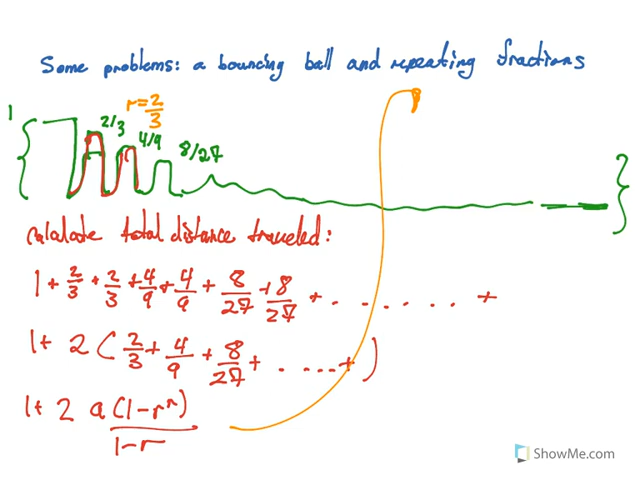 Some problems: a bouncing ball and repeating fractions
r = 2/3
1
2/3
4/9
8/27
calculate total distance traveled:
1 + 2/3 + 2/3 + 4/9 + 4/9 + 8/27 + 8/27 + . . . . . . +
1 + 2 ( 2/3 + 4/9 + 8/27 + . . . . . + )
1 + 2 a(1-rⁿ)/1-r
ShowMe.com